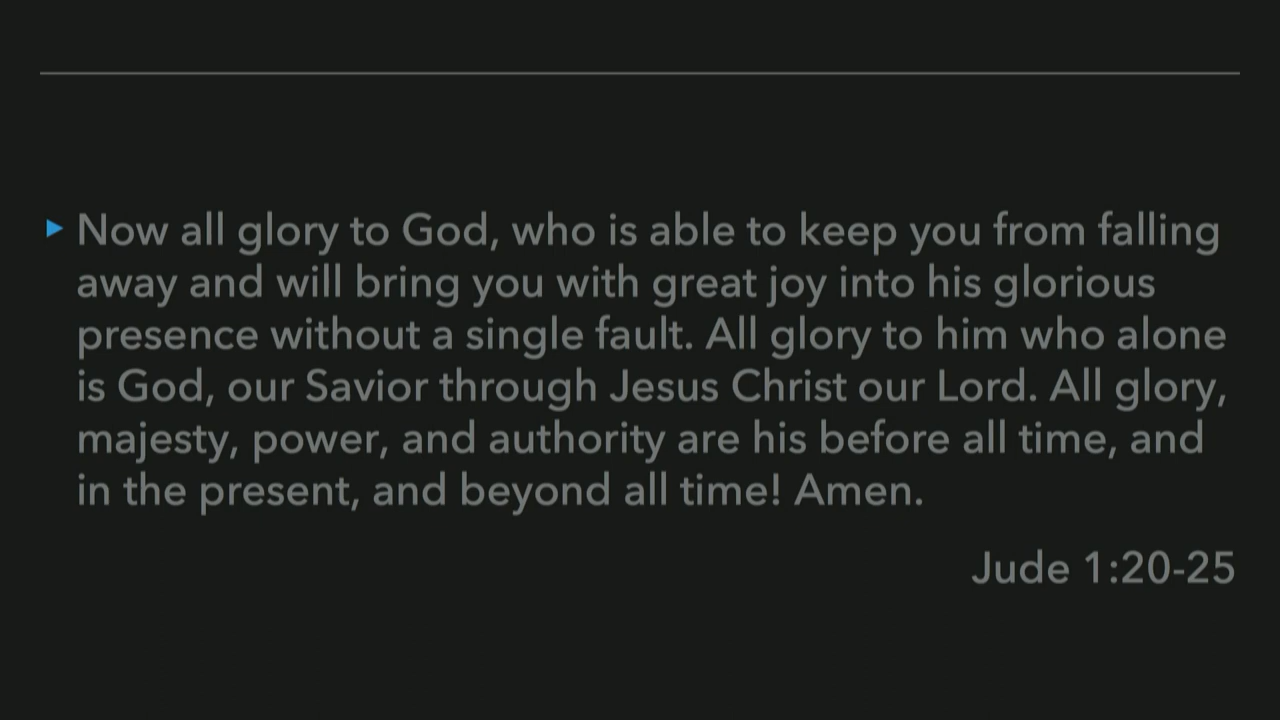 Now all glory to God, who is able to keep you from falling
away and will bring you with great joy into his glorious
presence without a single fault. All glory to him who alone
is God, our Savior through Jesus Christ our Lord. All glory,
majesty, power, and authority are his before all time, and
in the present, and beyond all time! Amen.
Jude 1:20-25